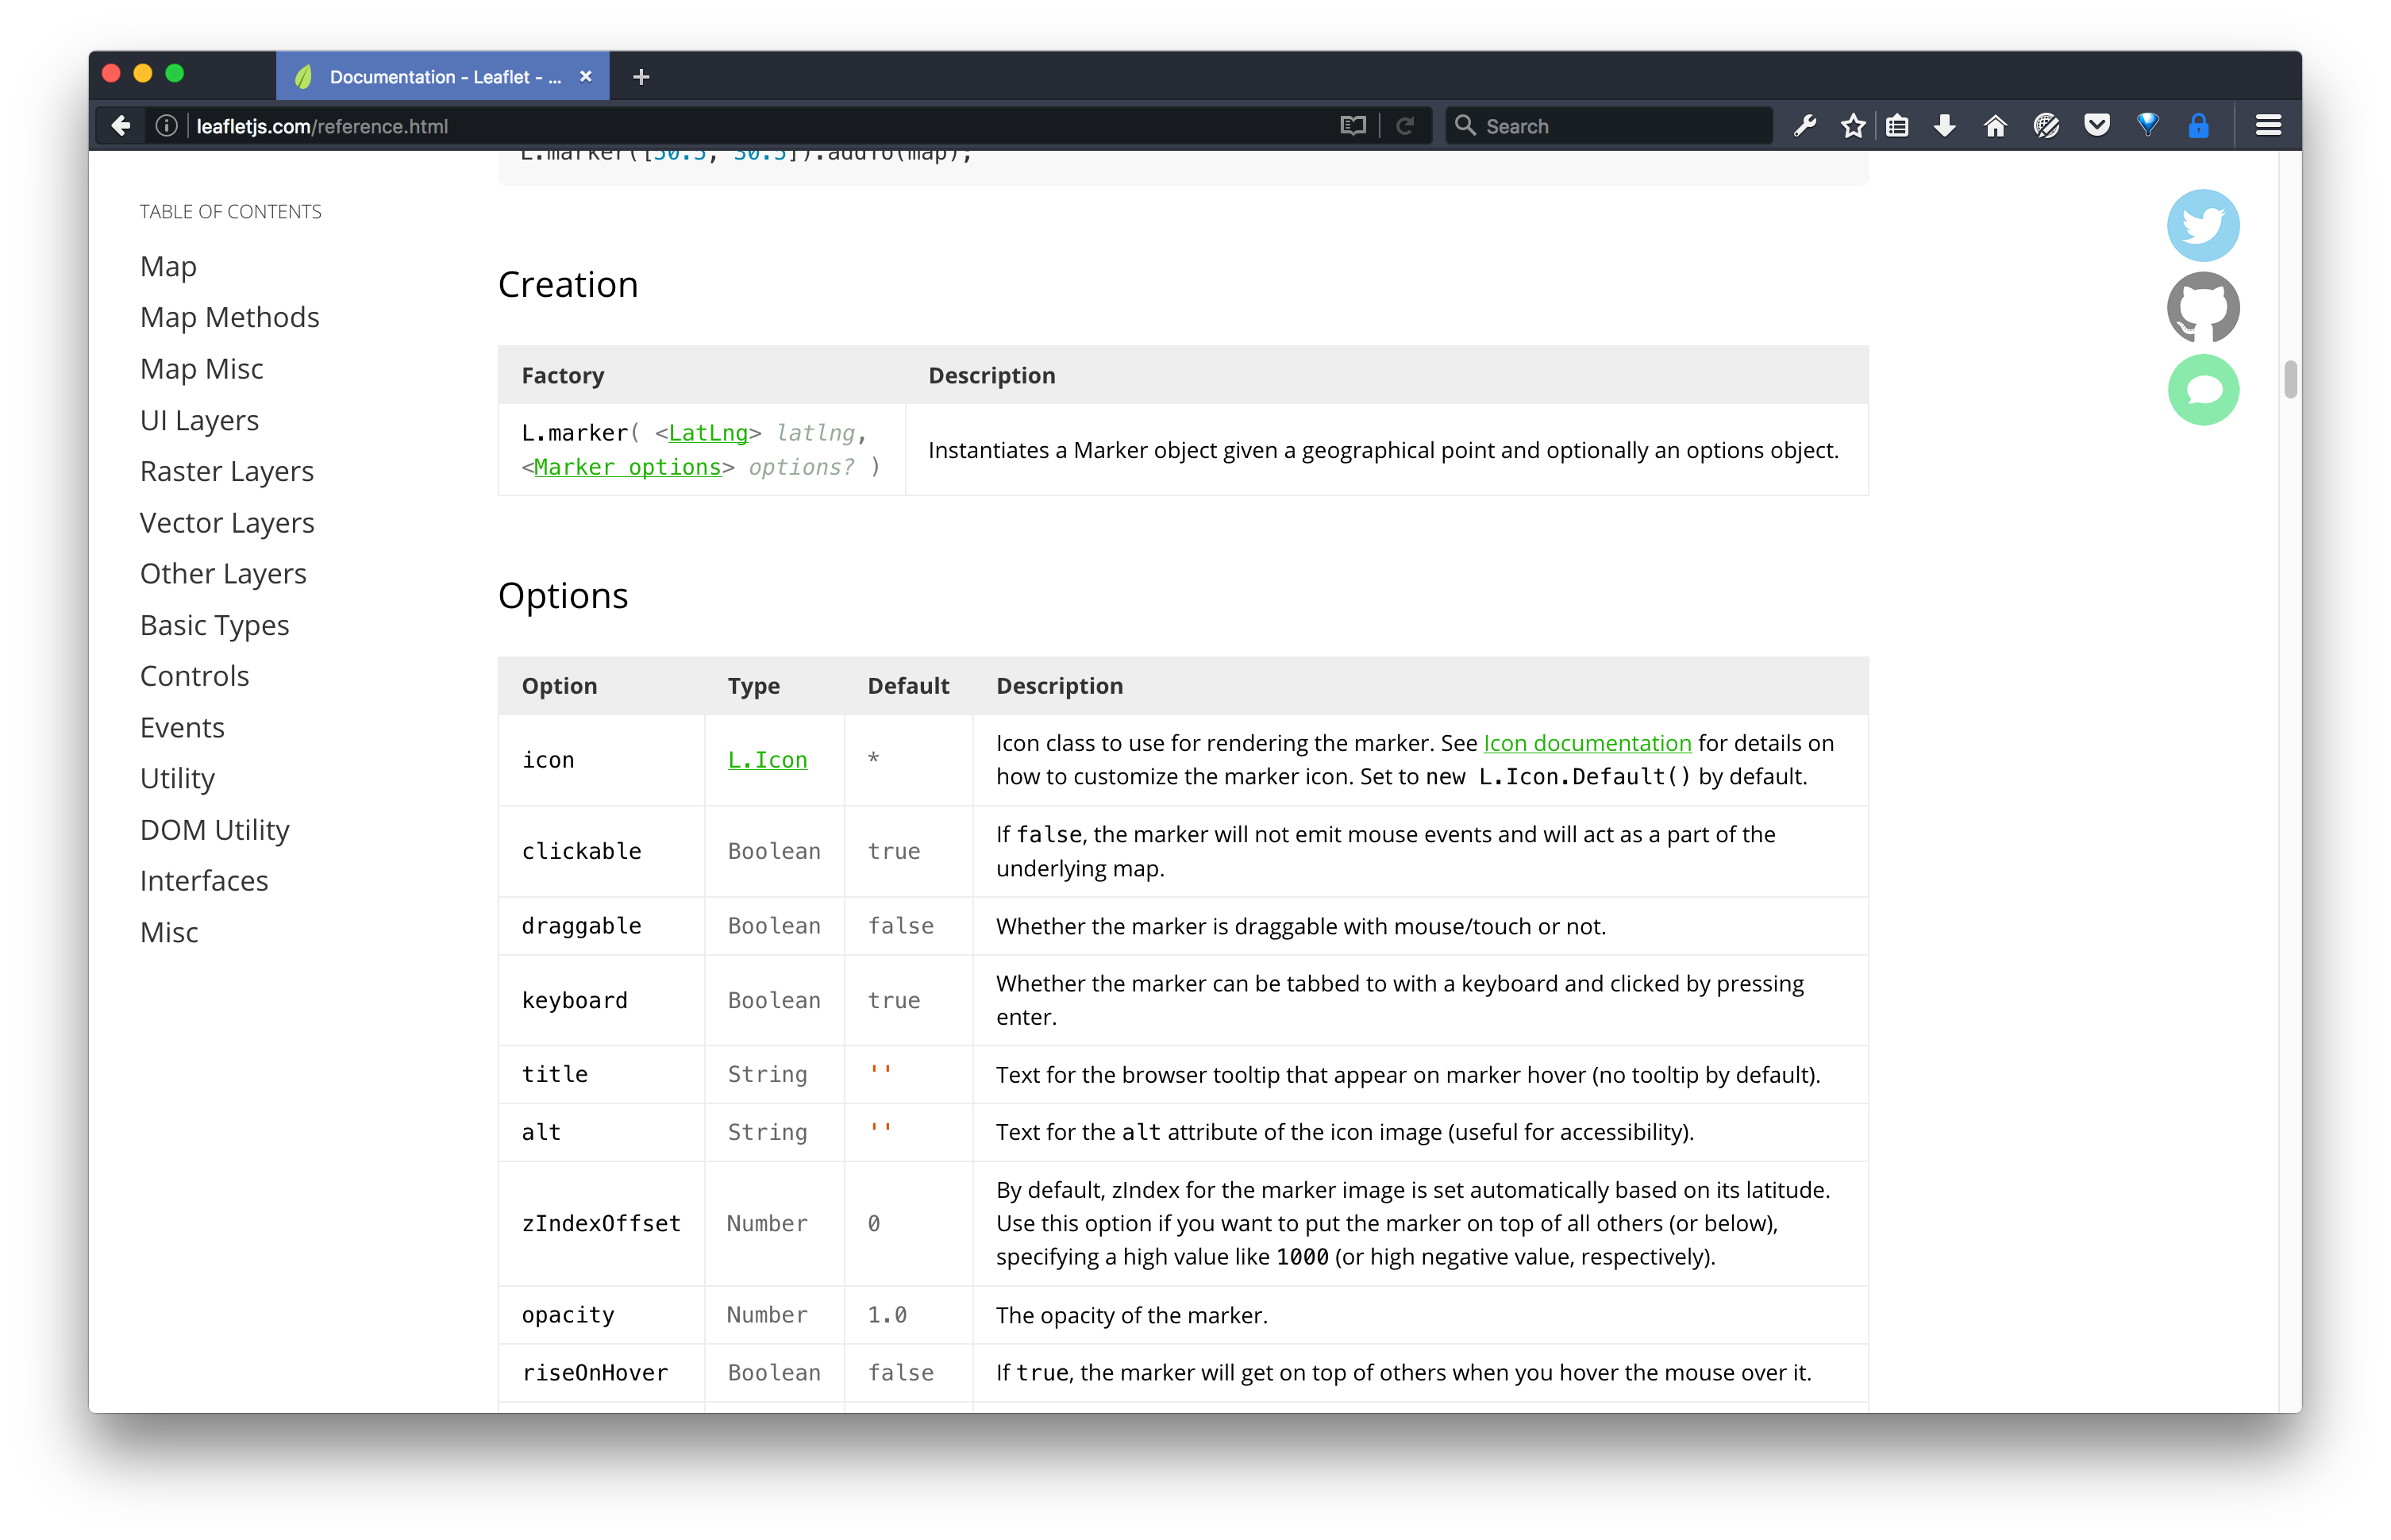 Documentation - Leaflet - ...
leafletjs.com/reference.html
Search
L.marker([50.5, 30.5]).addTo(map);
TABLE OF CONTENTS
Map
Map Methods
Map Misc
UI Layers
Raster Layers
Vector Layers
Other Layers
Basic Types
Controls
Events
Utility
DOM Utility
Interfaces
Misc
Creation
Factory Description
L.marker( <LatLng> latlng,
<Marker options> options? )
Instantiates a Marker object given a geographical point and optionally an options object.
Options
Option Type Default Description
icon L.Icon *
Icon class to use for rendering the marker. See Icon documentation for details on
how to customize the marker icon. Set to new L.Icon.Default() by default.
clickable Boolean true
If false, the marker will not emit mouse events and will act as a part of the
underlying map.
draggable Boolean false Whether the marker is draggable with mouse/touch or not.
keyboard Boolean true
Whether the marker can be tabbed to with a keyboard and clicked by pressing
enter.
title String '' Text for the browser tooltip that appear on marker hover (no tooltip by default).
alt String '' Text for the alt attribute of the icon image (useful for accessibility).
zIndexOffset Number 0
By default, zIndex for the marker image is set automatically based on its latitude.
Use this option if you want to put the marker on top of all others (or below),
specifying a high value like 1000 (or high negative value, respectively).
opacity Number 1.0 The opacity of the marker.
riseOnHover Boolean false If true, the marker will get on top of others when you hover the mouse over it.